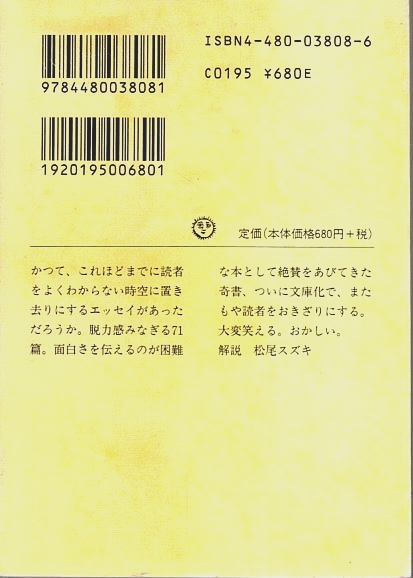 ISBN4-480-03808-6
9784480038081
C0195 ¥680E
1920195006801
定価(本体価格680円+税)
かつて、これほどまでに読者
をよくわからない時空に置き
去りにするエッセイがあった
だろうか。脱力感みなぎる71
篇。面白さを伝えるのが困難
な本として絶賛をあびてきた
奇書、ついに文庫化で、また
もや読者をおきざりにする。
大変笑える。おかしい。
解説 松尾スズキ